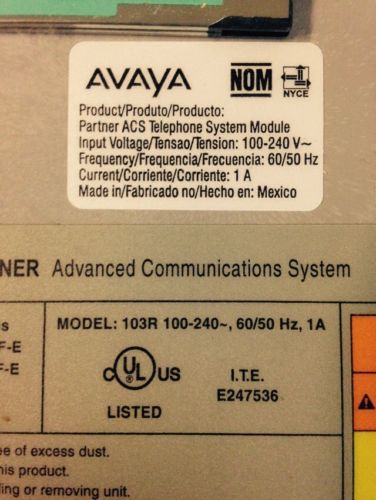 AVAYA NOM NYCE
Product/Produto/Producto:
Partner ACS Telephone System Module
Input Voltage/Tensao/Tension: 100-240 V~
Frequency/Frequencia/Frecuencia: 60/50 Hz
Current/Corriente/Corriente: 1 A
Made in/Fabricado no/Hecho en: Mexico
NER Advanced Communications System
s
F-E
F-E
MODEL: 103R 100-240~, 60/50 Hz, 1A
c UL US
LISTED
I.T.E.
E247536
ee of excess dust.
his product.
ling or removing unit.